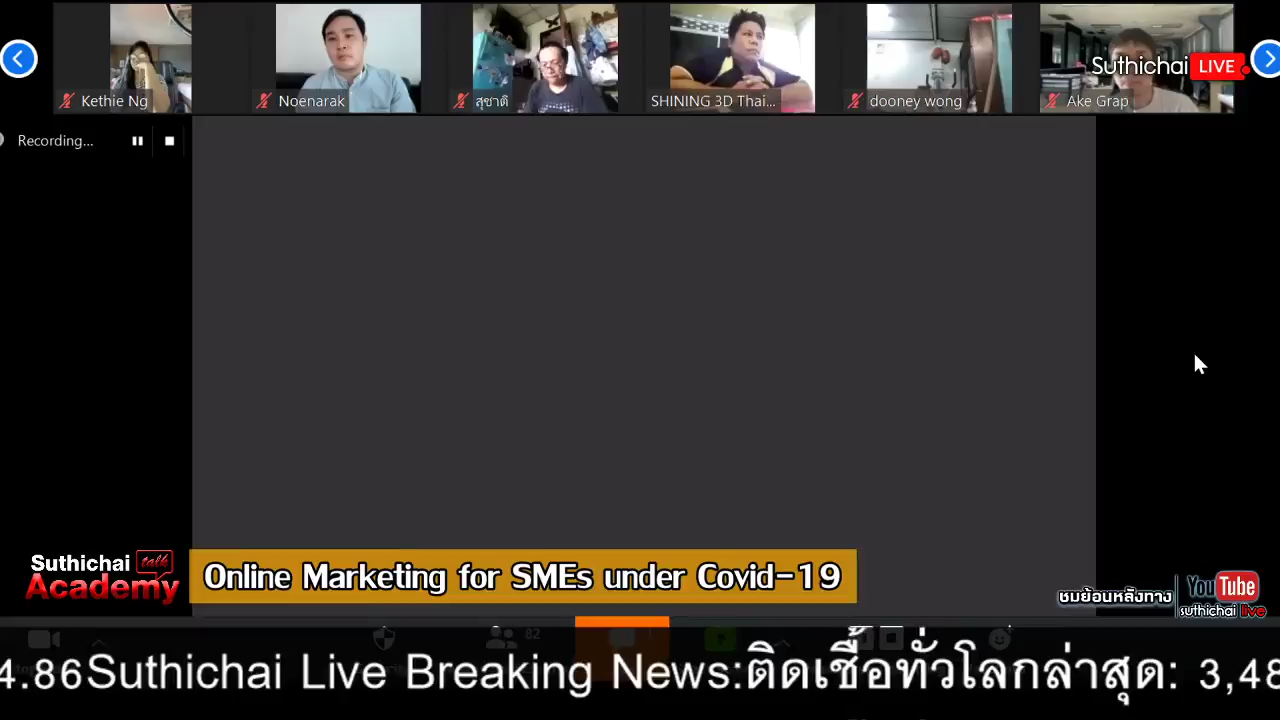 Kethie Ng
Noenarak
สุชาติ
SHINING 3D Thai...
dooney wong
Ake Grap
Suthichai LIVE
Recording...
Suthichai talk
Academy
Online Marketing for SMEs under Covid-19
ชมย้อนหลังทาง
YouTube
suthichai live
82
4.86Suthichai Live Breaking News:ติดเชื้อทั่วโลกล่าสุด: 3,48